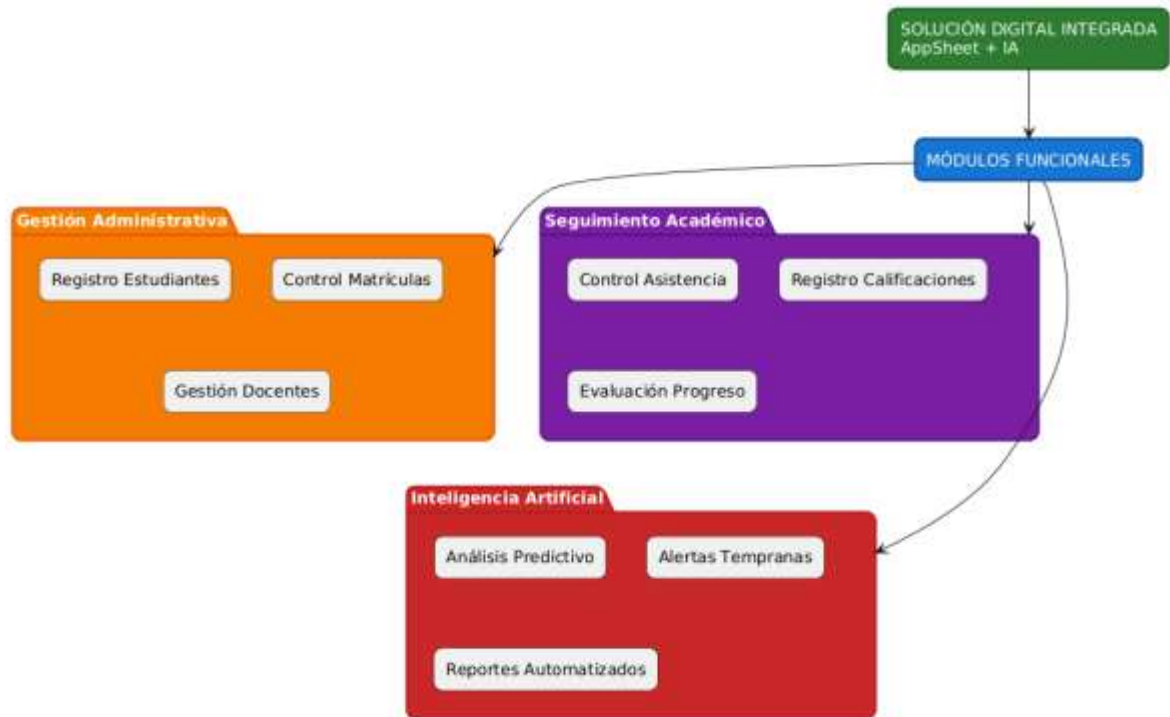 SOLUCIÓN DIGITAL INTEGRADA
AppSheet + IA
MÓDULOS FUNCIONALES
Gestión Administrativa
Registro Estudiantes
Control Matrículas
Gestión Docentes
Seguimiento Académico
Control Asistencia
Registro Calificaciones
Evaluación Progreso
Inteligencia Artificial
Análisis Predictivo
Alertas Tempranas
Reportes Automatizados